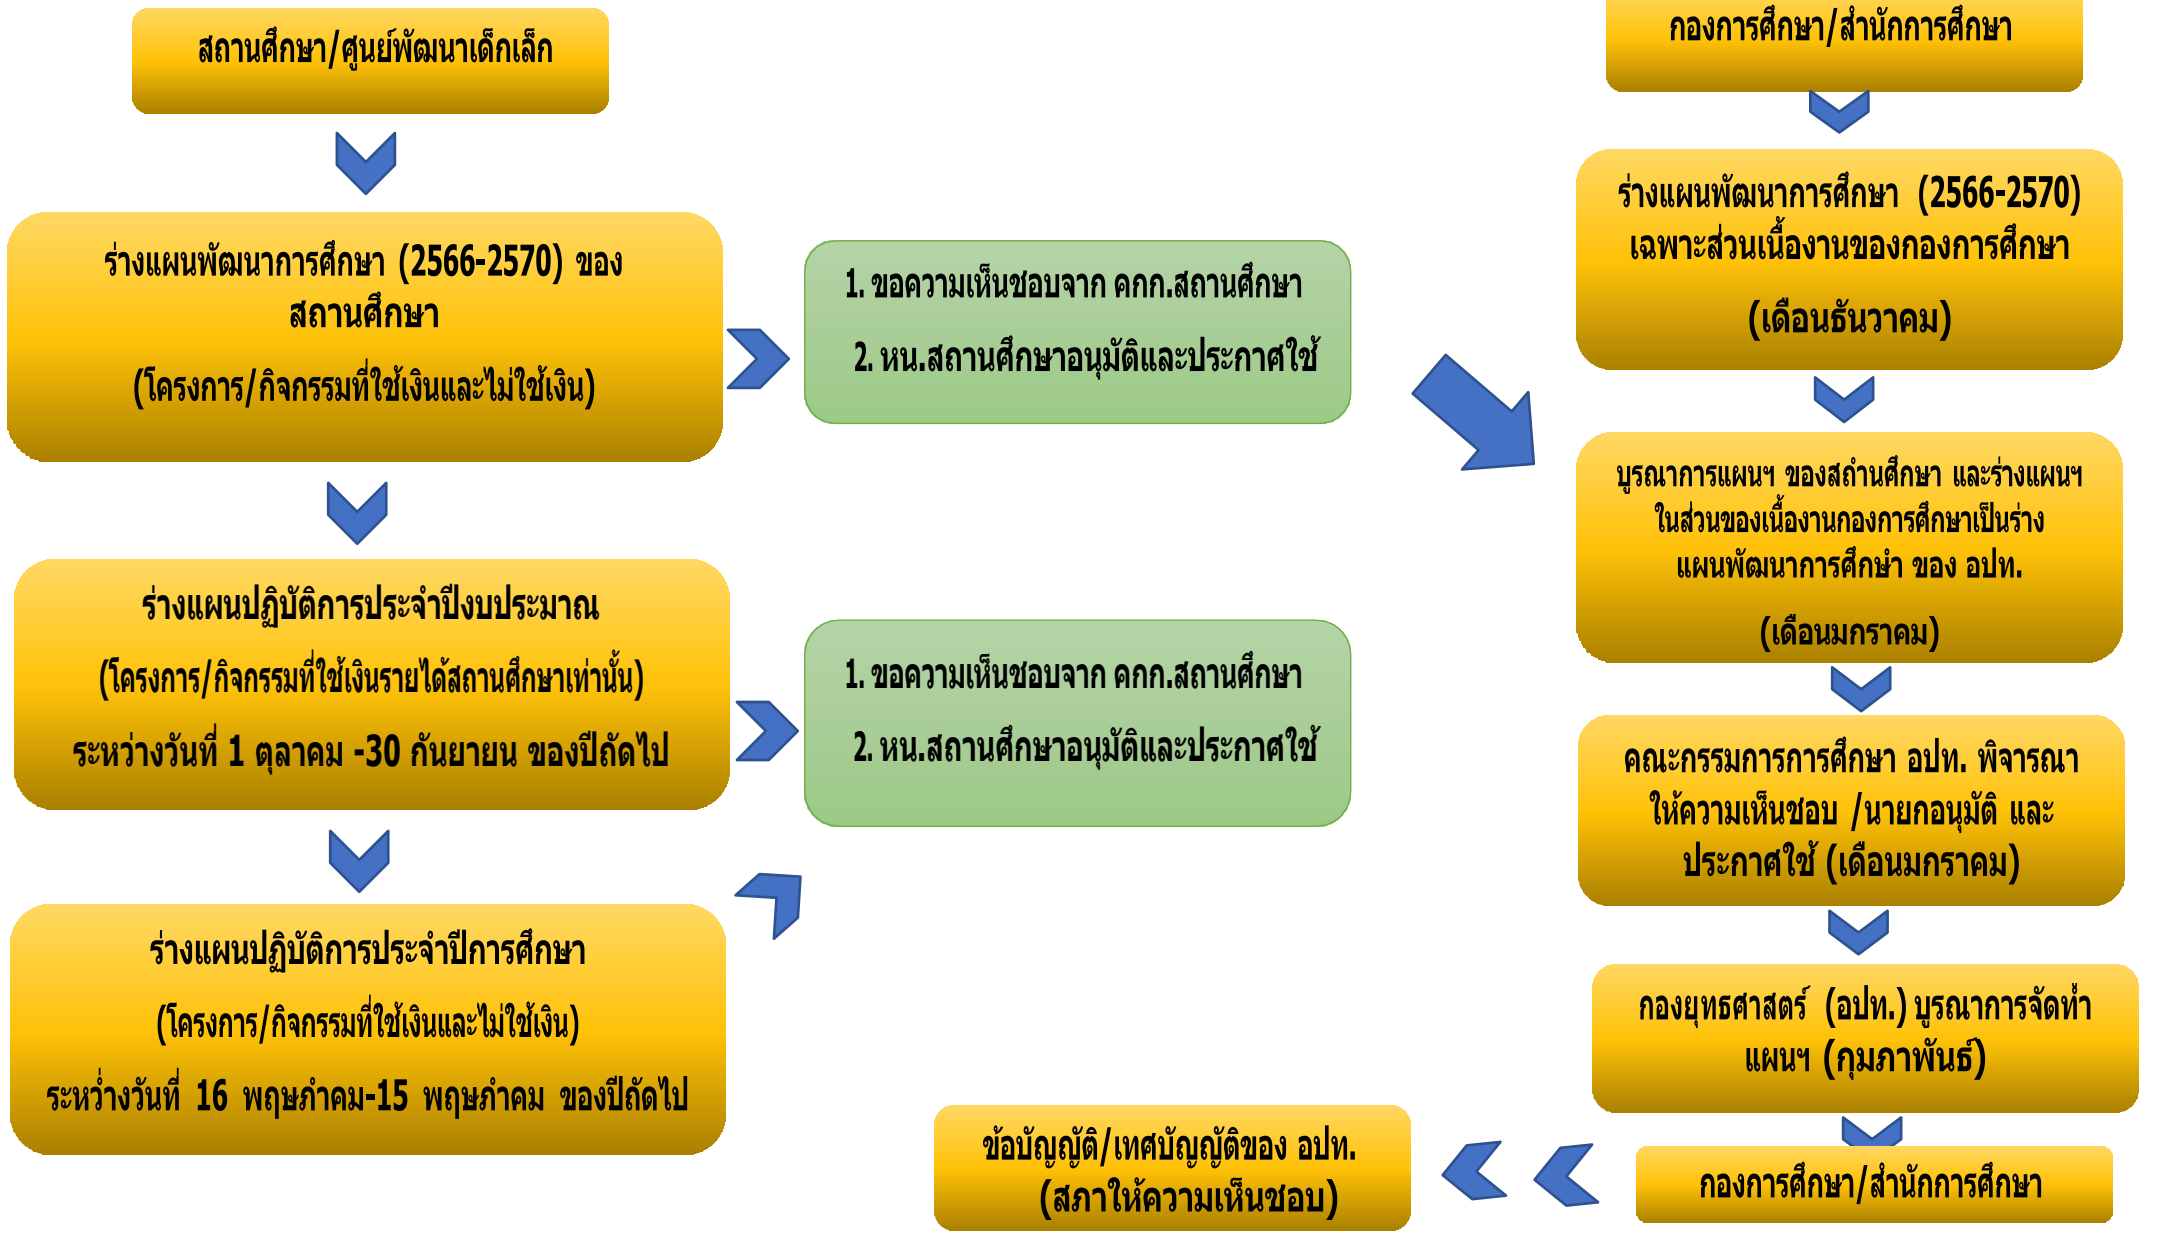 สถานศึกษา/ศูนย์พัฒนาเด็กเล็ก
ร่างแผนพัฒนาการศึกษา (2566-2570) ของ
สถานศึกษา
(โครงการ/กิจกรรมที่ใช้เงินและไม่ใช้เงิน)
1. ขอความเห็นชอบจาก คกก.สถานศึกษา
2. หน.สถานศึกษาอนุมัติและประกาศใช้
ร่างแผนปฏิบัติการประจำปีงบประมาณ
(โครงการ/กิจกรรมที่ใช้เงินรายได้สถานศึกษาเท่านั้น)
ระหว่างวันที่ 1 ตุลาคม -30 กันยายน ของปีถัดไป
1. ขอความเห็นชอบจาก คกก.สถานศึกษา
2. หน.สถานศึกษาอนุมัติและประกาศใช้
ร่างแผนปฏิบัติการประจำปีการศึกษา
(โครงการ/กิจกรรมที่ใช้เงินและไม่ใช้เงิน)
ระหว่ำงวันที่ 16 พฤษภำคม-15 พฤษภำคม ของปีถัดไป
กองการศึกษา/สำนักการศึกษา
ร่างแผนพัฒนาการศึกษา (2566-2570)
เฉพาะส่วนเนื้องานของกองการศึกษา
(เดือนธันวาคม)
บูรณาการแผนฯ ของสถำนศึกษา และร่างแผนฯ
ในส่วนของเนื้องานกองการศึกษาเป็นร่าง
แผนพัฒนาการศึกษำ ของ อปท.
(เดือนมกราคม)
คณะกรรมการการศึกษา อปท. พิจารณา
ให้ความเห็นชอบ /นายกอนุมัติ และ
ประกาศใช้ (เดือนมกราคม)
กองยุทธศาสตร์ (อปท.) บูรณาการจัดทำ
แผนฯ (กุมภาพันธ์)
กองการศึกษา/สำนักการศึกษา
ข้อบัญญัติ/เทศบัญญัติของ อปท.
(สภาให้ความเห็นชอบ)